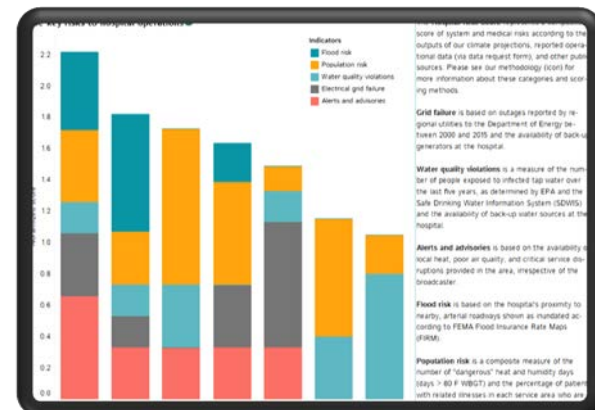 key risks to hospital operations
Indicators
Flood risk
Population risk
Water quality violations
Electrical grid failure
Alerts and advisories
2.2
2.0
1.8
1.6
1.4
1.2
1.0
0.8
0.6
0.4
0.2
0.0
score of system and medical risks according to the
outputs of our climate projections, reported opera-
tional data (via data request form), and other publi
sources. Please see our methodology (icon) for
more information about these categories and scor-
ing methods.
Grid failure is based on outages reported by re-
gional utilities to the Department of Energy be-
tween 2000 and 2015 and the availability of back-u
generators at the hospital.
Water quality violations is a measure of the num-
ber of people exposed to infected tap water over
the last five years, as determined by EPA and the
Safe Drinking Water Information System (SDWIS)
and the availability of back-up water sources at the
hospital.
Alerts and advisories is based on the availability o
local heat, poor air quality, and critical service dis-
ruptions provided in the area, irrespective of the
broadcaster.
Flood risk is based on the hospital's proximity to
nearby, arterial roadways shown as inundated ac-
cording to FEMA Flood Insurance Rate Maps
(FIRM).
Population risk is a composite measure of the
number of "dangerous" heat and humidity days
(days > 80 F WBGT) and the percentage of patient
with related illnesses in each service area who are